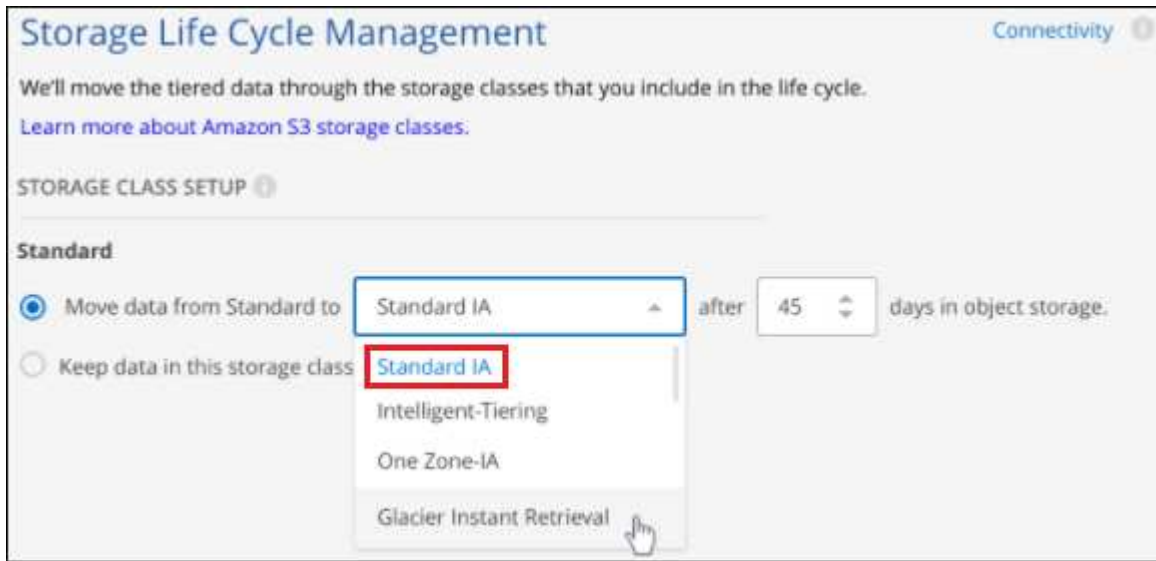 Storage Life Cycle Management
Connectivity
We'll move the tiered data through the storage classes that you include in the life cycle.
Learn more about Amazon S3 storage classes.
STORAGE CLASS SETUP
Standard
Move data from Standard to Standard IA after 45 days in object storage.
Keep data in this storage class
Standard IA
Intelligent-Tiering
One Zone-IA
Glacier Instant Retrieval